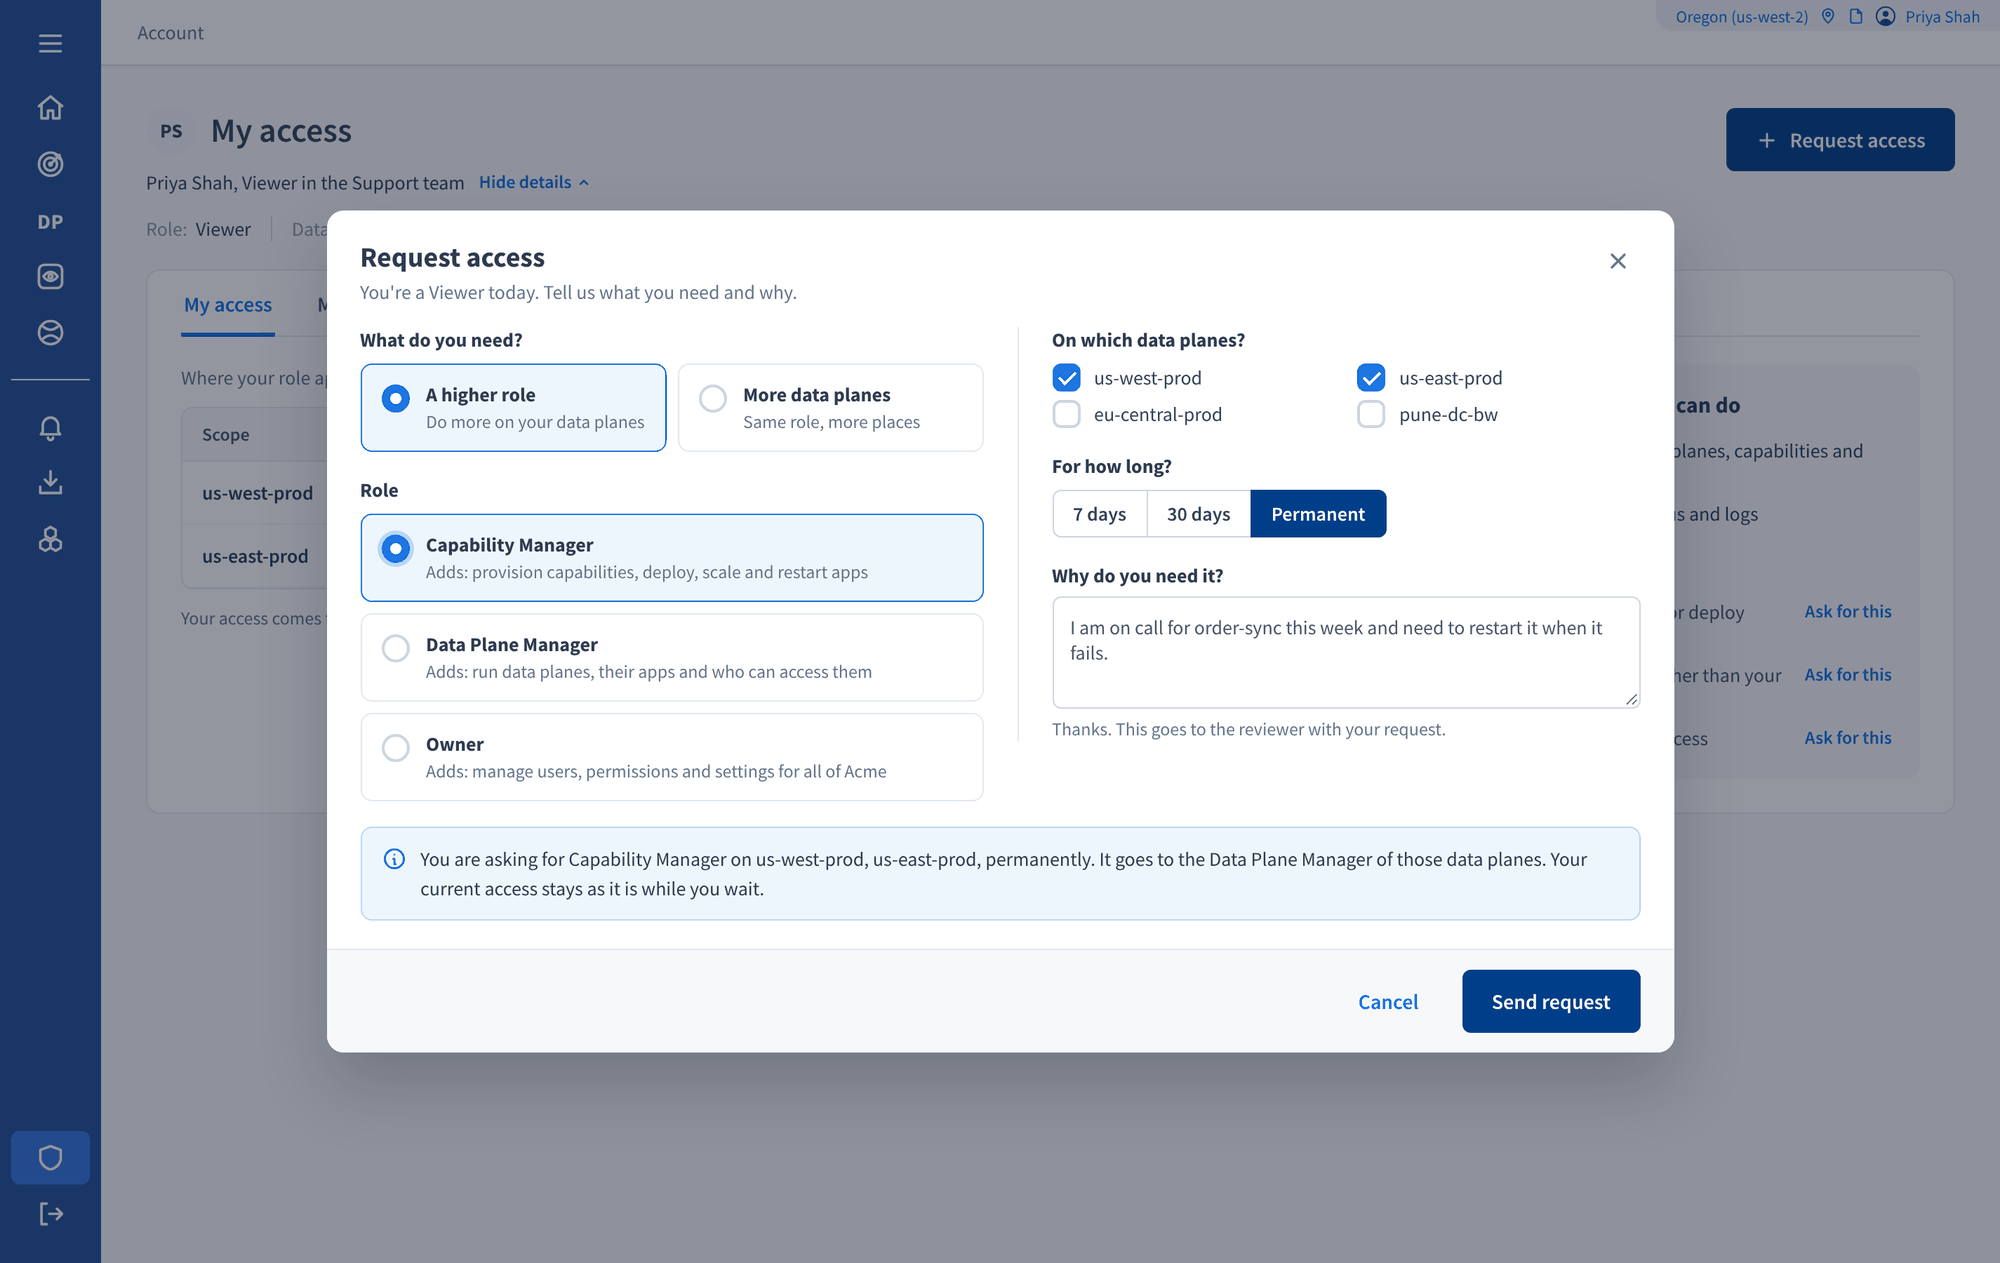 Account
Oregon (us-west-2)
Priya Shah
PS
My access
Request access
Priya Shah, Viewer in the Support team
Hide details
DP
Role: Viewer
Data
My access
M
Where your role ap
Scope
us-west-prod
us-east-prod
Your access comes
Request access
You're a Viewer today. Tell us what you need and why.
What do you need?
A higher role
Do more on your data planes
More data planes
Same role, more places
Role
Capability Manager
Adds: provision capabilities, deploy, scale and restart apps
Data Plane Manager
Adds: run data planes, their apps and who can access them
Owner
Adds: manage users, permissions and settings for all of Acme
On which data planes?
us-west-prod
us-east-prod
eu-central-prod
pune-dc-bw
For how long?
7 days
30 days
Permanent
Why do you need it?
I am on call for order-sync this week and need to restart it when it
fails.
Thanks. This goes to the reviewer with your request.
You are asking for Capability Manager on us-west-prod, us-east-prod, permanently. It goes to the Data Plane Manager of those data planes. Your
current access stays as it is while you wait.
Cancel
Send request
can do
planes, capabilities and
s and logs
or deploy
Ask for this
her than your
Ask for this
cess
Ask for this